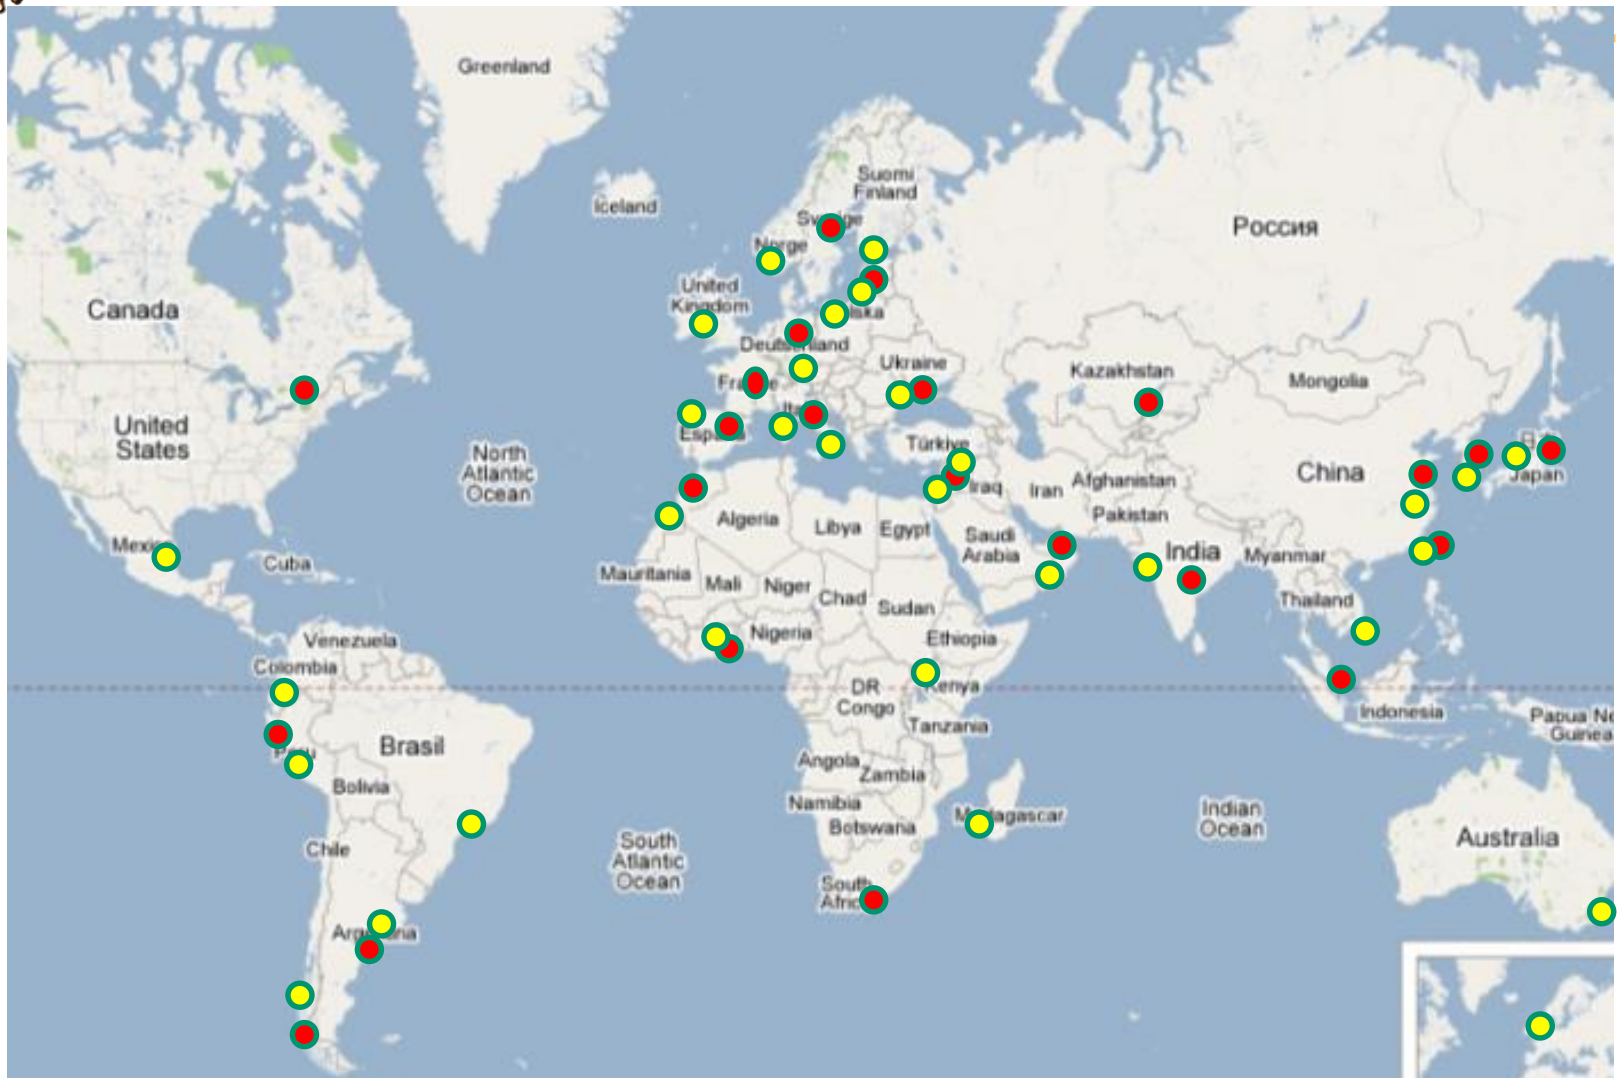 Greenland
Suomi
Finland
Iceland
Россия
Norge
United
Kingdom
Canada
Deutschland
Ukraine
Kazakhstan
Mongolia
United
States
North
Atlantic
Ocean
Türkiye
China
Japan
Iraq
Iran
Afghanistan
Pakistan
Algeria
Libya
Egypt
Saudi
Arabia
India
Myanmar
Cuba
Mauritania
Mali
Niger
Chad
Sudan
Thailand
Venezuela
Nigeria
Ethiopia
Colombia
DR
Congo
Kenya
Indonesia
Papua Ne
Guinea
Tanzania
Brasil
Angola
Zambia
Bolivia
Namibia
Botswana
Indian
Ocean
Australia
Chile
South
Atlantic
Ocean
South